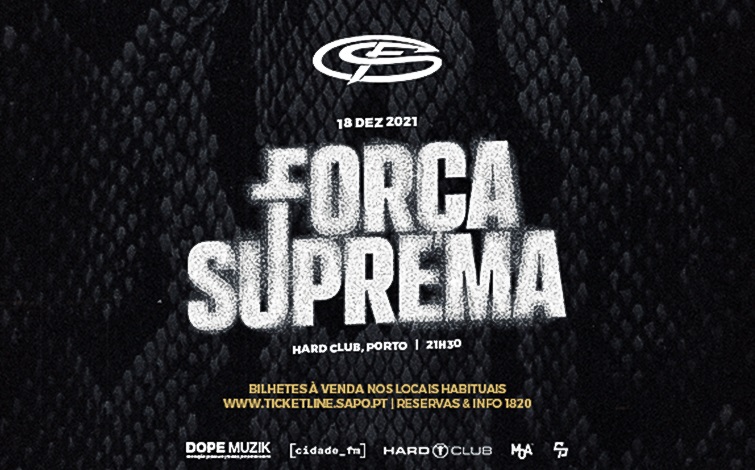 18 DEZ 2021
FORÇA
SUPREMA
HARD CLUB, PORTO | 21H30
BILHETES À VENDA NOS LOCAIS HABITUAIS
WWW.TICKETLINE.SAPO.PT | RESERVAS & INFO 1820
DOPE MUZIK [cidade_fm] HARD CLUB